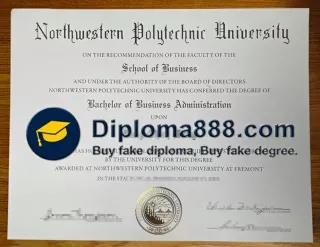 Northwestern Polytechnic University
ON THE RECOMMENDATION OF THE FACULTY OF THE
School of Business
AND UNDER THE AUTHORITY OF THE BOARD OF DIRECTORS,
NORTHWESTERN POLYTECHNIC UNIVERSITY HAS CONFERRED THE DEGREE OF
Bachelor of Business Administration
UPON
Diploma888.com
Buy fake diploma, Buy fake degree.
BY THE UNIVERSITY FOR THIS DEGREE
AWARDED AT NORTHWESTERN POLYTECHNIC UNIVERSITY AT FREMONT
IN THE STATE